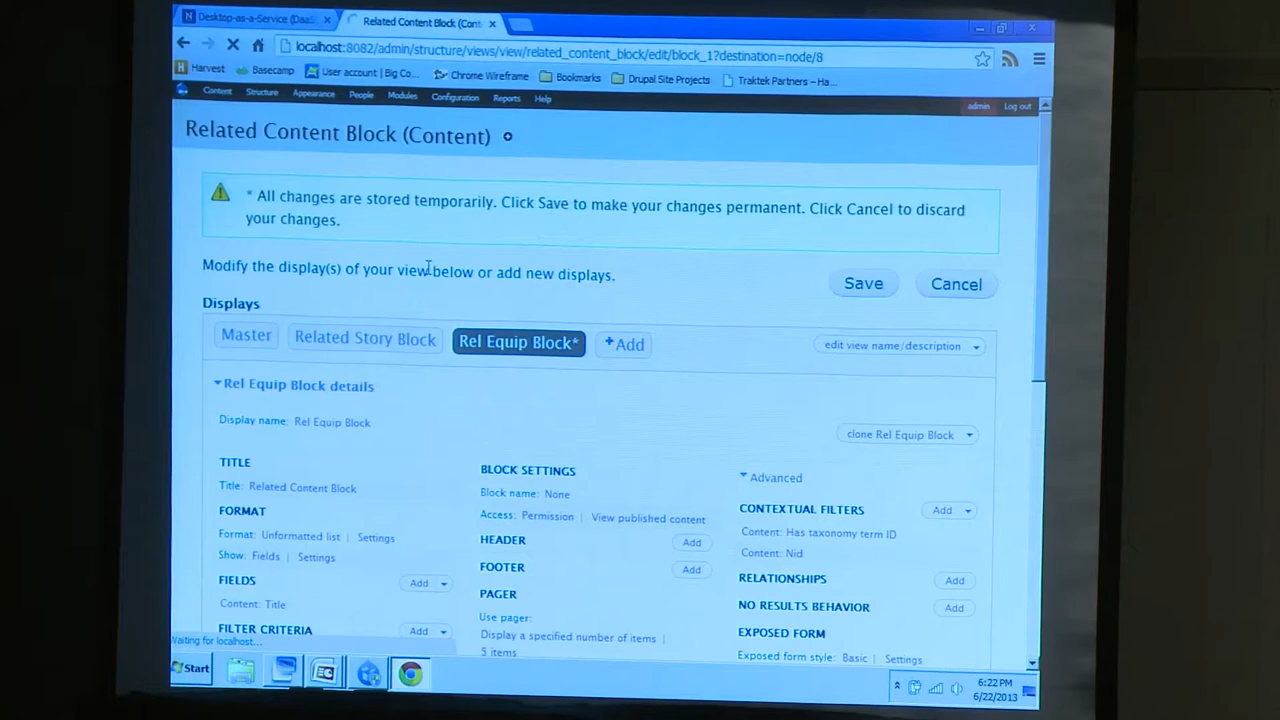 Desktop-as-a-Service (DaaS
Related Content Block (Cont
localhost:8082/admin/structure/views/view/related_content_block/edit/block_1?destination=node/8
Harvest
Basecamp
User account | Big Co...
Chrome Wireframe
Bookmarks
Drupal Site Projects
Traktek Partners – Ha...
Content
Structure
Appearance
People
Modules
Configuration
Reports
Help
admin
Log out
Related Content Block (Content)
* All changes are stored temporarily. Click Save to make your changes permanent. Click Cancel to discard
your changes.
Modify the display(s) of your view below or add new displays.
Save
Cancel
Displays
Master
Related Story Block
Rel Equip Block*
+Add
edit view name/description
Rel Equip Block details
Display name: Rel Equip Block
clone Rel Equip Block
TITLE
Title: Related Content Block
FORMAT
Format: Unformatted list | Settings
Show: Fields | Settings
FIELDS
Add
Content: Title
FILTER CRITERIA
Add
BLOCK SETTINGS
Block name: None
Access: Permission | View published content
HEADER
Add
FOOTER
Add
PAGER
Use pager:
Display a specified number of items |
5 items
Advanced
CONTEXTUAL FILTERS
Add
Content: Has taxonomy term ID
Content: Nid
RELATIONSHIPS
Add
NO RESULTS BEHAVIOR
Add
EXPOSED FORM
Exposed form style: Basic | Settings
Waiting for localhost...
Start
6:22 PM
6/22/2013